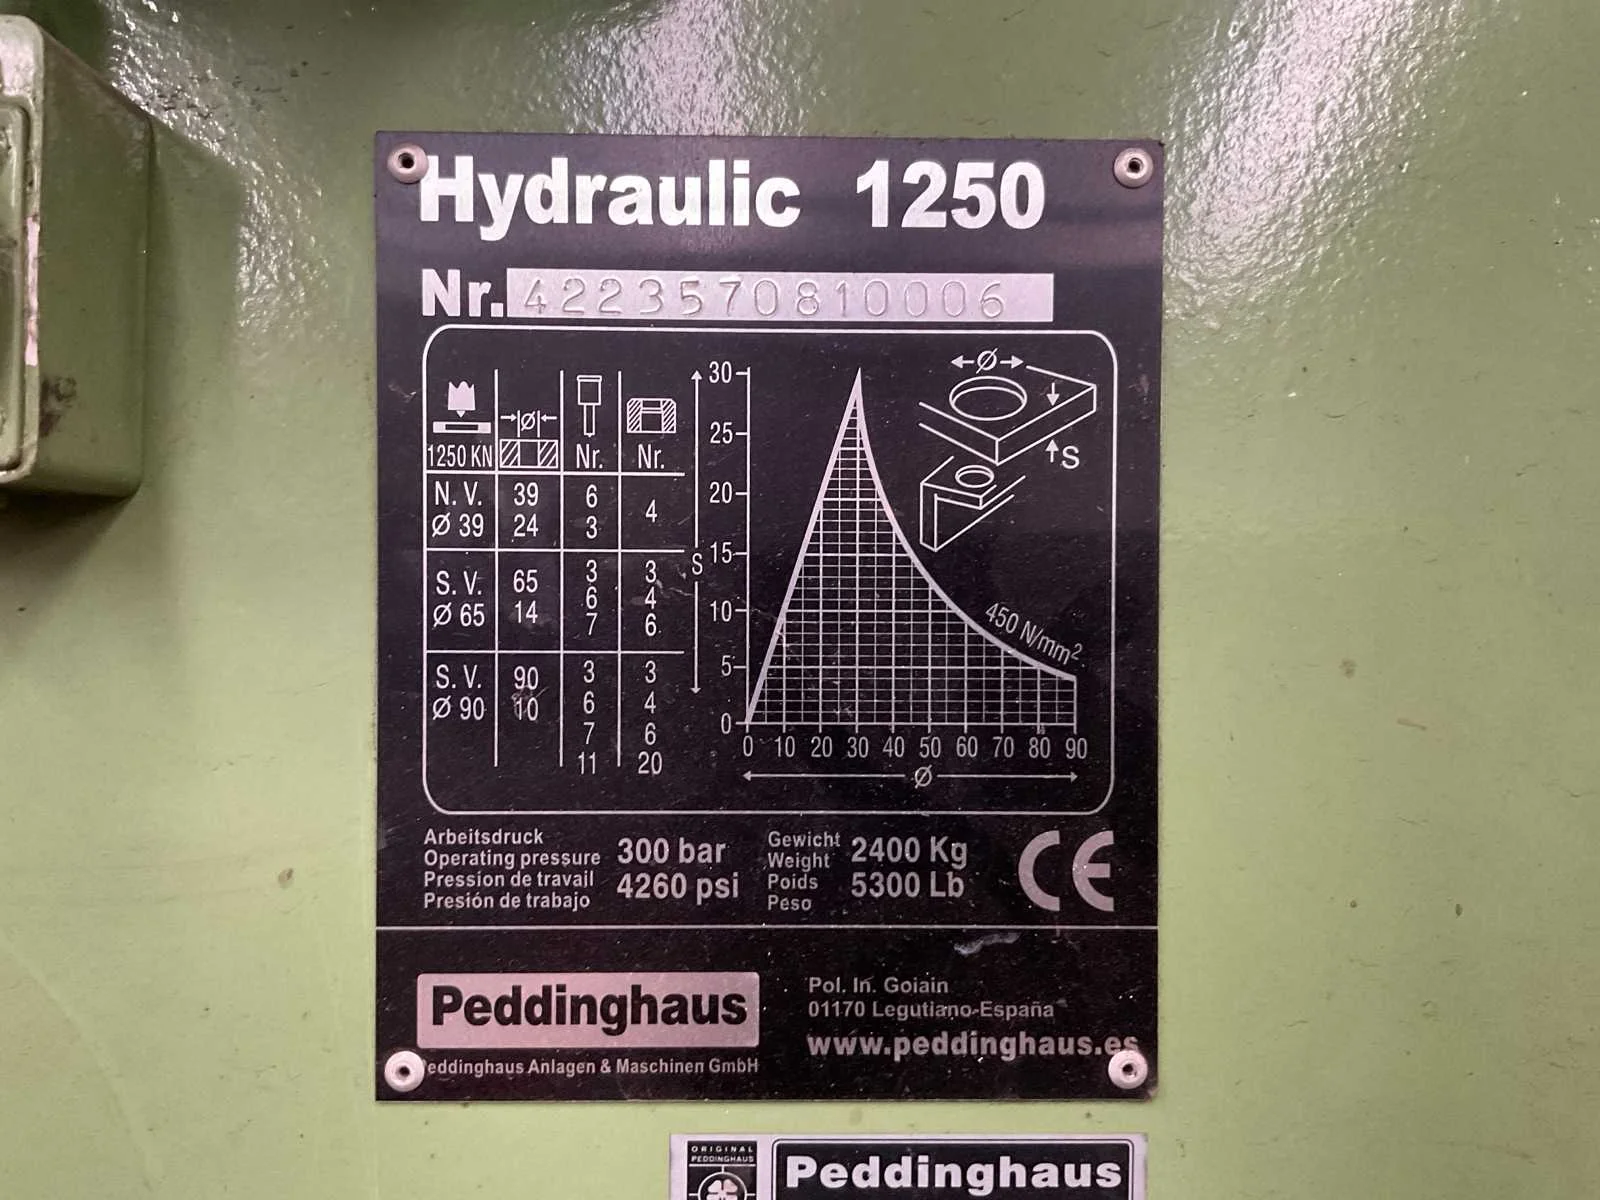 Hydraulic 1250
Nr. 4223570810006
1250 KN
Ø
Nr.
Nr.
N. V.
Ø 39
39
24
6
3
4
S. V.
Ø 65
65
14
3
6
7
3
4
6
S. V.
Ø 90
90
10
3
6
7
11
3
4
6
20
S
30
25
20
15
10
5
0
0 10 20 30 40 50 60 70 80 90
Ø
450 N/mm²
Ø
S
Arbeitsdruck
Operating pressure
Pression de travail
Presión de trabajo
300 bar
4260 psi
Gewicht
Weight
Poids
Peso
2400 Kg
5300 Lb
CE
Peddinghaus
Peddinghaus Anlagen & Maschinen GmbH
Pol. In. Goiain
01170 Legutiano-España
www.peddinghaus.es
ORIGINAL
PEDDINGHAUS
Peddinghaus